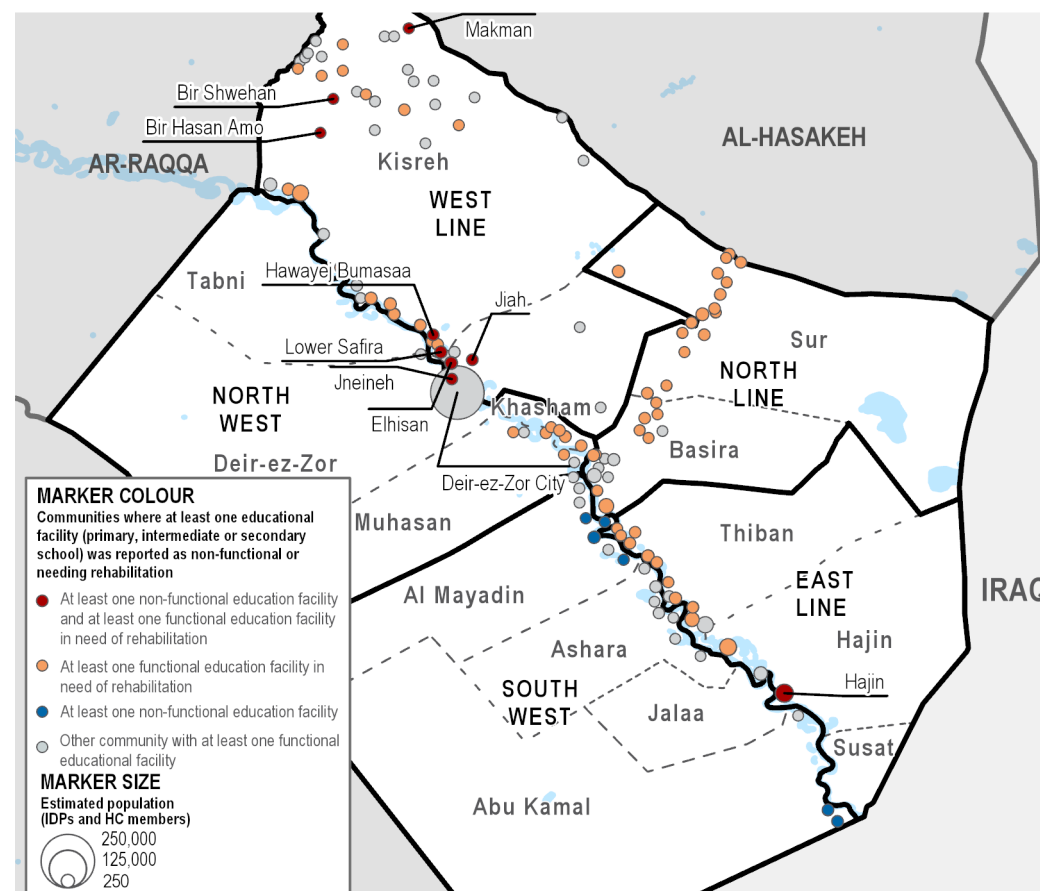 Makman
Bir Shwehan
Bir Hasan Amo
AL-HASAKEH
AR-RAQQA
Kisreh
WEST
LINE
Hawayej Bumasaa
Tabni
Jiah
Lower Safira
Sur
Jneineh
NORTH
LINE
NORTH
WEST
Elhisan
Khasham
Basira
Deir-ez-Zor
Deir-ez-Zor City
Muhasan
Thiban
Al Mayadin
EAST
LINE
IRAQ
Ashara
Hajin
SOUTH
WEST
Hajin
Jalaa
Susat
Abu Kamal
MARKER COLOUR
Communities where at least one educational
facility (primary, intermediate or secondary
school) was reported as non-functional or
needing rehabilitation
At least one non-functional education facility
and at least one functional education facility
in need of rehabilitation
At least one functional education facility in
need of rehabilitation
At least one non-functional education facility
Other community with at least one functional
educational facility
MARKER SIZE
Estimated population
(IDPs and HC members)
250,000
125,000
250